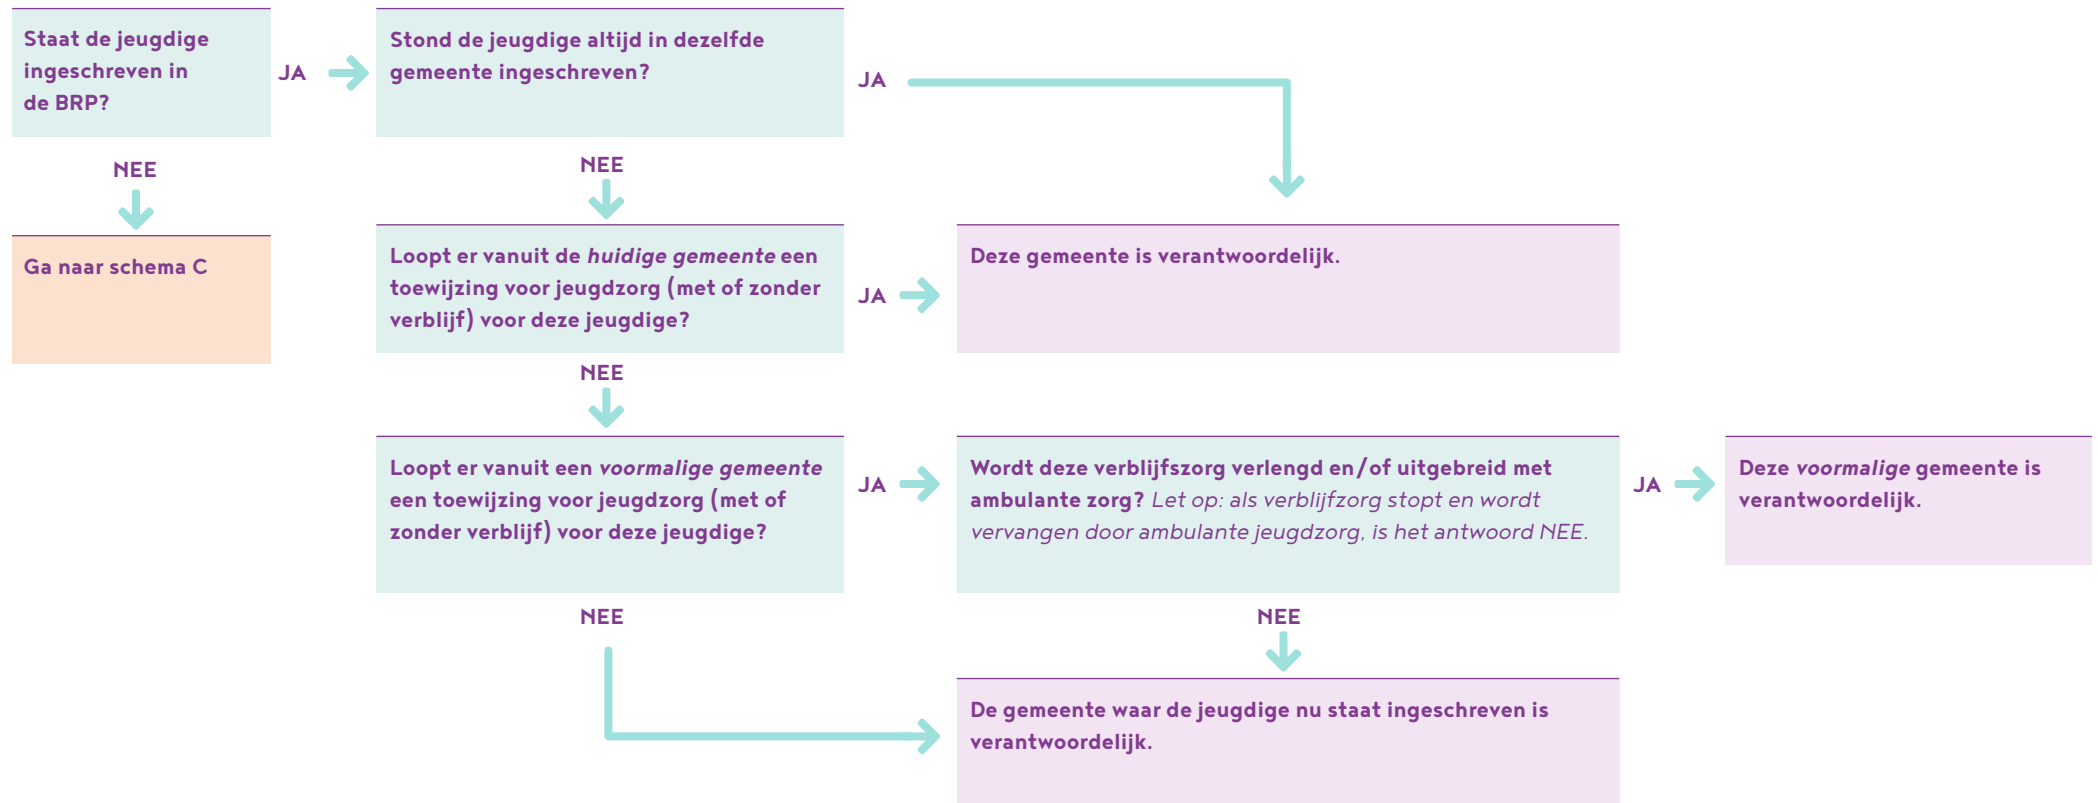 Staat de jeugdige
ingeschreven in
de BRP?
JA
Stond de jeugdige altijd in dezelfde
gemeente ingeschreven?
JA
NEE
NEE
Ga naar schema C
Loopt er vanuit de huidige gemeente een
toewijzing voor jeugdzorg (met of zonder
verblijf) voor deze jeugdige?
JA
Deze gemeente is verantwoordelijk.
NEE
Loopt er vanuit een voormalige gemeente
een toewijzing voor jeugdzorg (met of
zonder verblijf) voor deze jeugdige?
JA
Wordt deze verblijfszorg verlengd en/of uitgebreid met
ambulante zorg? Let op: als verblijfzorg stopt en wordt
vervangen door ambulante jeugdzorg, is het antwoord NEE.
JA
Deze voormalige gemeente is
verantwoordelijk.
NEE
NEE
De gemeente waar de jeugdige nu staat ingeschreven is
verantwoordelijk.